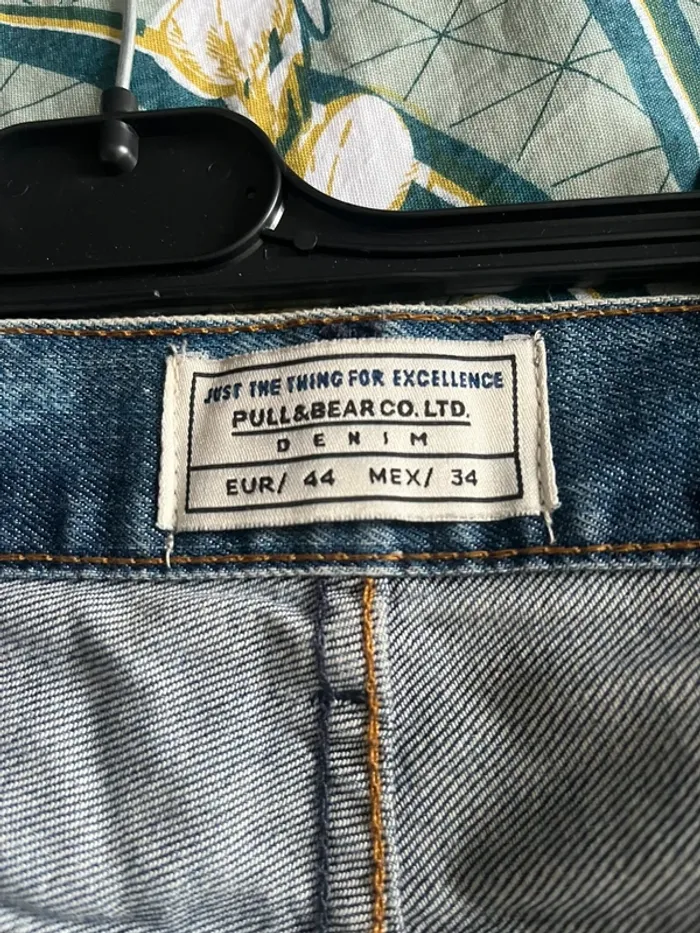 JUST THE THING FOR EXCELLENCE
PULL&BEAR CO. LTD.
DENIM
EUR/ 44 MEX/ 34